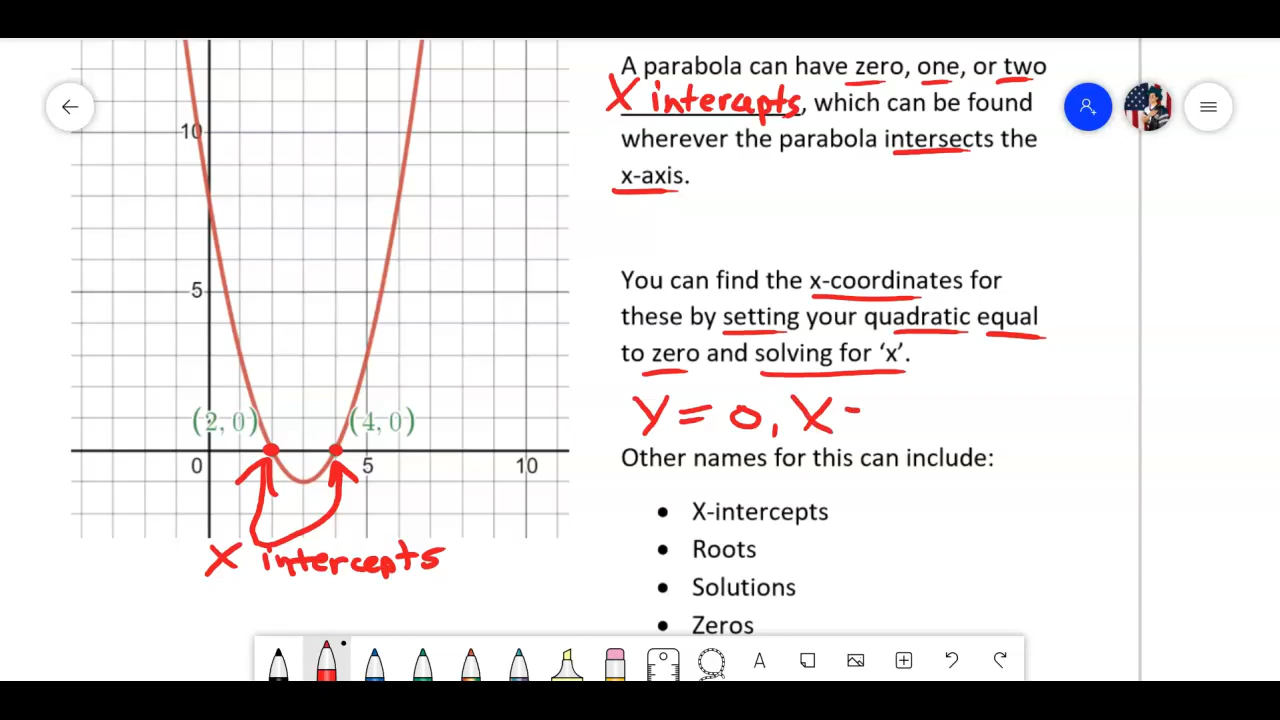 A parabola can have zero, one, or two
X intercepts, which can be found
wherever the parabola intersects the
x-axis.
10
5
You can find the x-coordinates for
these by setting your quadratic equal
to zero and solving for ‘x’.
(2, 0)
(4, 0)
Y = 0, X -
0
5
10
Other names for this can include:
• X-intercepts
• Roots
X intercepts
• Solutions
• Zeros
A